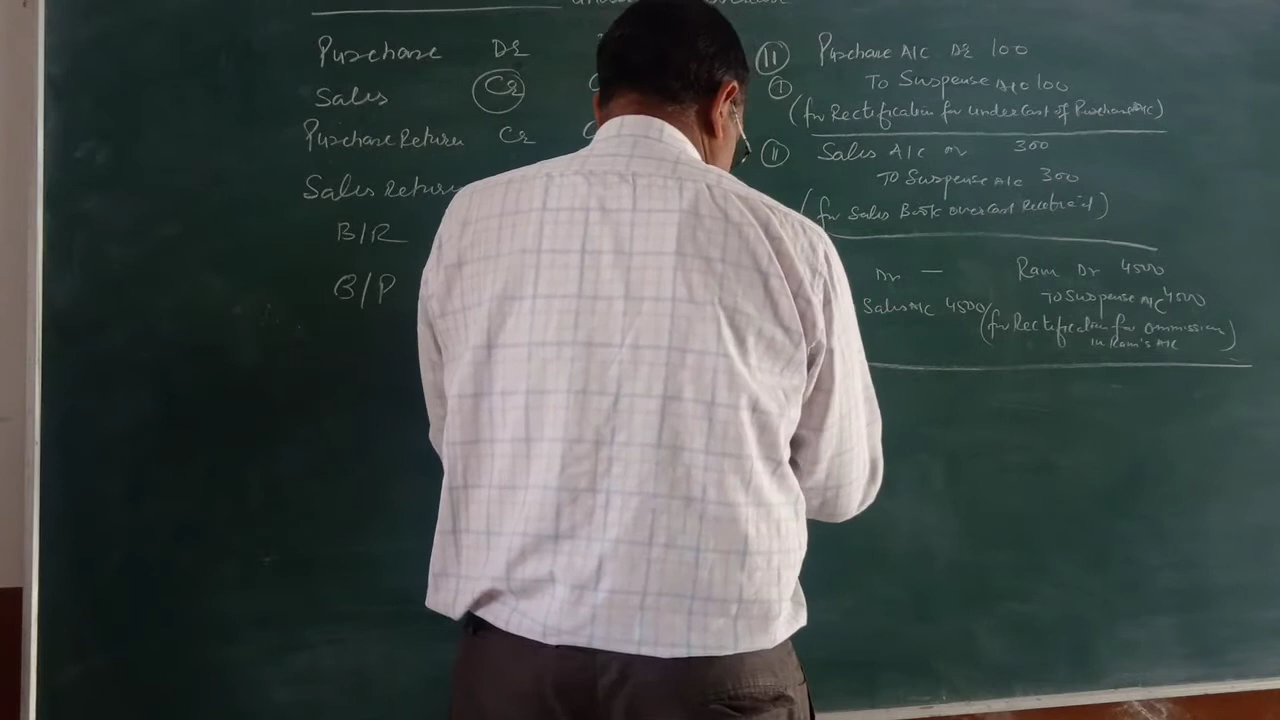 Purchase Dr
Sales Cr
Purchase Return Cr
Sales return
B/R
B/P
II Purchase A/C Dr 100
I To Suspense A/C 100
(for Rectification for undercast of Purchase A/C)
II Sales A/C Dr 300
To Suspense A/C 300
(for Sales Book overcast Rectified)
Dr — Ram Dr 4500
Sales A/C 4500 To Suspense A/C 4500
(for Rectification for ommission
in Ram's A/C)